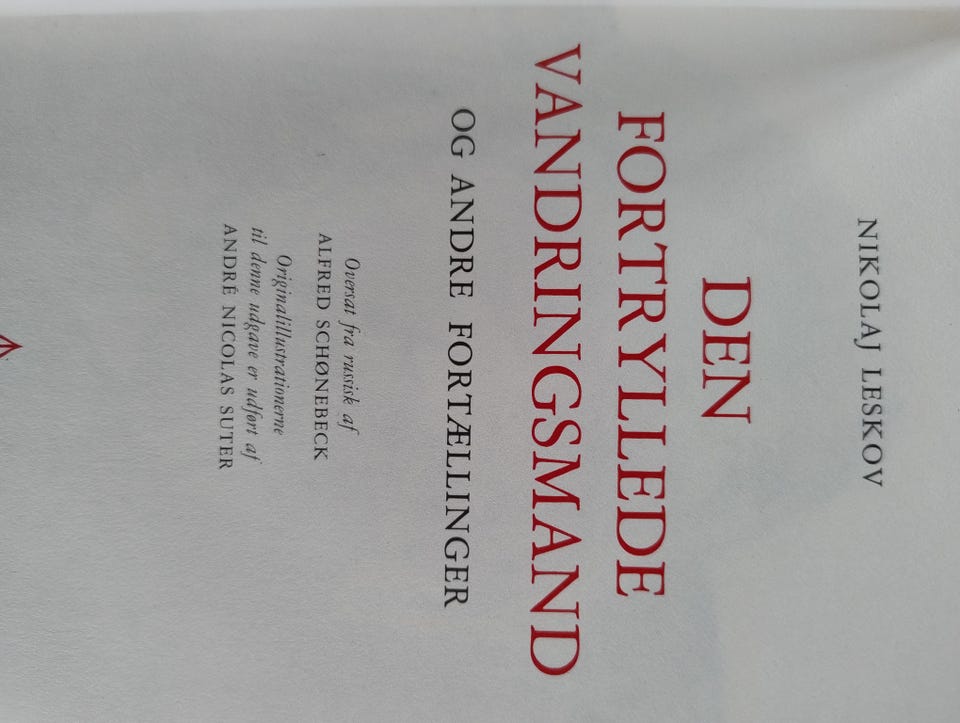 NIKOLAJ LESKOV
DEN
FORTRYLLEDE
VANDRINGSMAND
OG ANDRE FORTÆLLINGER
Oversat fra russisk af
ALFRED SCHØNEBECK
Originalillustrationerne
til denne udgave er udført af
ANDRÉ NICOLAS SUTER